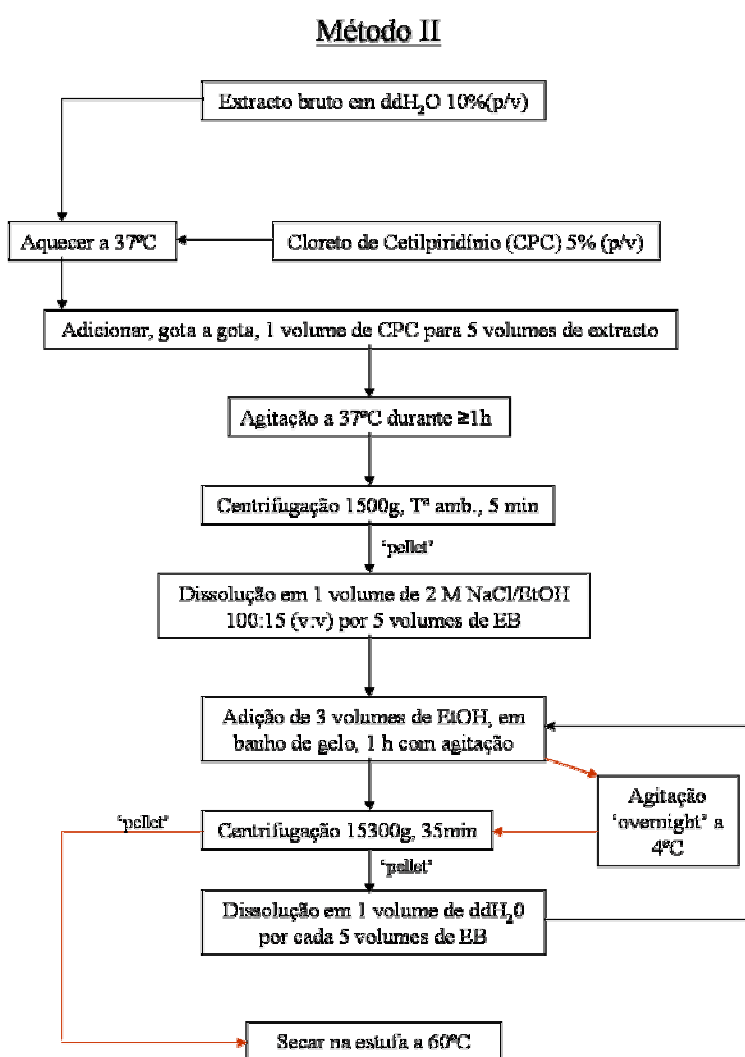 Método II
Extracto bruto em ddH₂O 10%(p/v)
Aquecer a 37ºC
Cloreto de Cetilpiridínio (CPC) 5% (p/v)
Adicionar, gota a gota, 1 volume de CPC para 5 volumes de extracto
Agitação a 37ºC durante ≥1h
Centrifugação 1500g, Tª amb., 5 min
‘pellet’
Dissolução em 1 volume de 2 M NaCl/EtOH
100:15 (v:v) por 5 volumes de EB
Adição de 3 volumes de EtOH, em
banho de gelo, 1 h com agitação
Agitação
‘overnight’ a
4ºC
‘pellet’
Centrifugação 15300g, 35min
‘pellet’
Dissolução em 1 volume de ddH₂0
por cada 5 volumes de EB
Secar na estufa a 60ºC